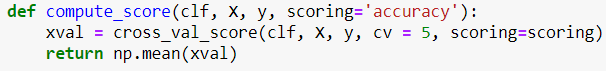 def compute_score(clf, X, y, scoring='accuracy'):
    xval = cross_val_score(clf, X, y, cv = 5, scoring=scoring)
    return np.mean(xval)